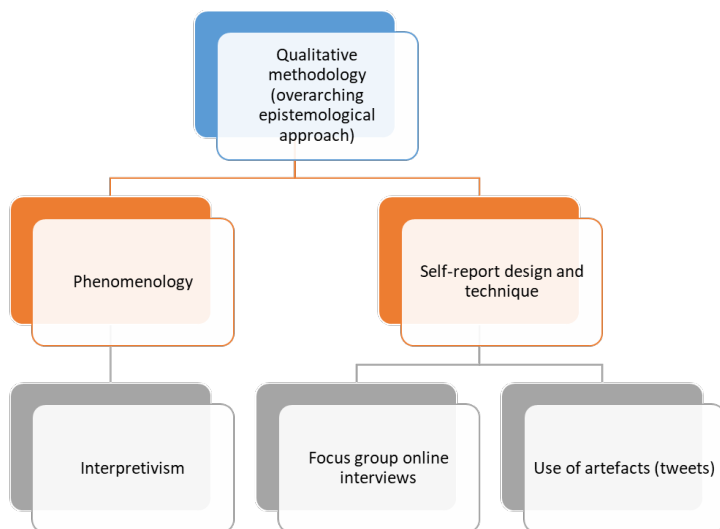 Qualitative
methodology
(overarching
epistemological
approach)
Phenomenology
Self-report design and
technique
Interpretivism
Focus group online
interviews
Use of artefacts (tweets)